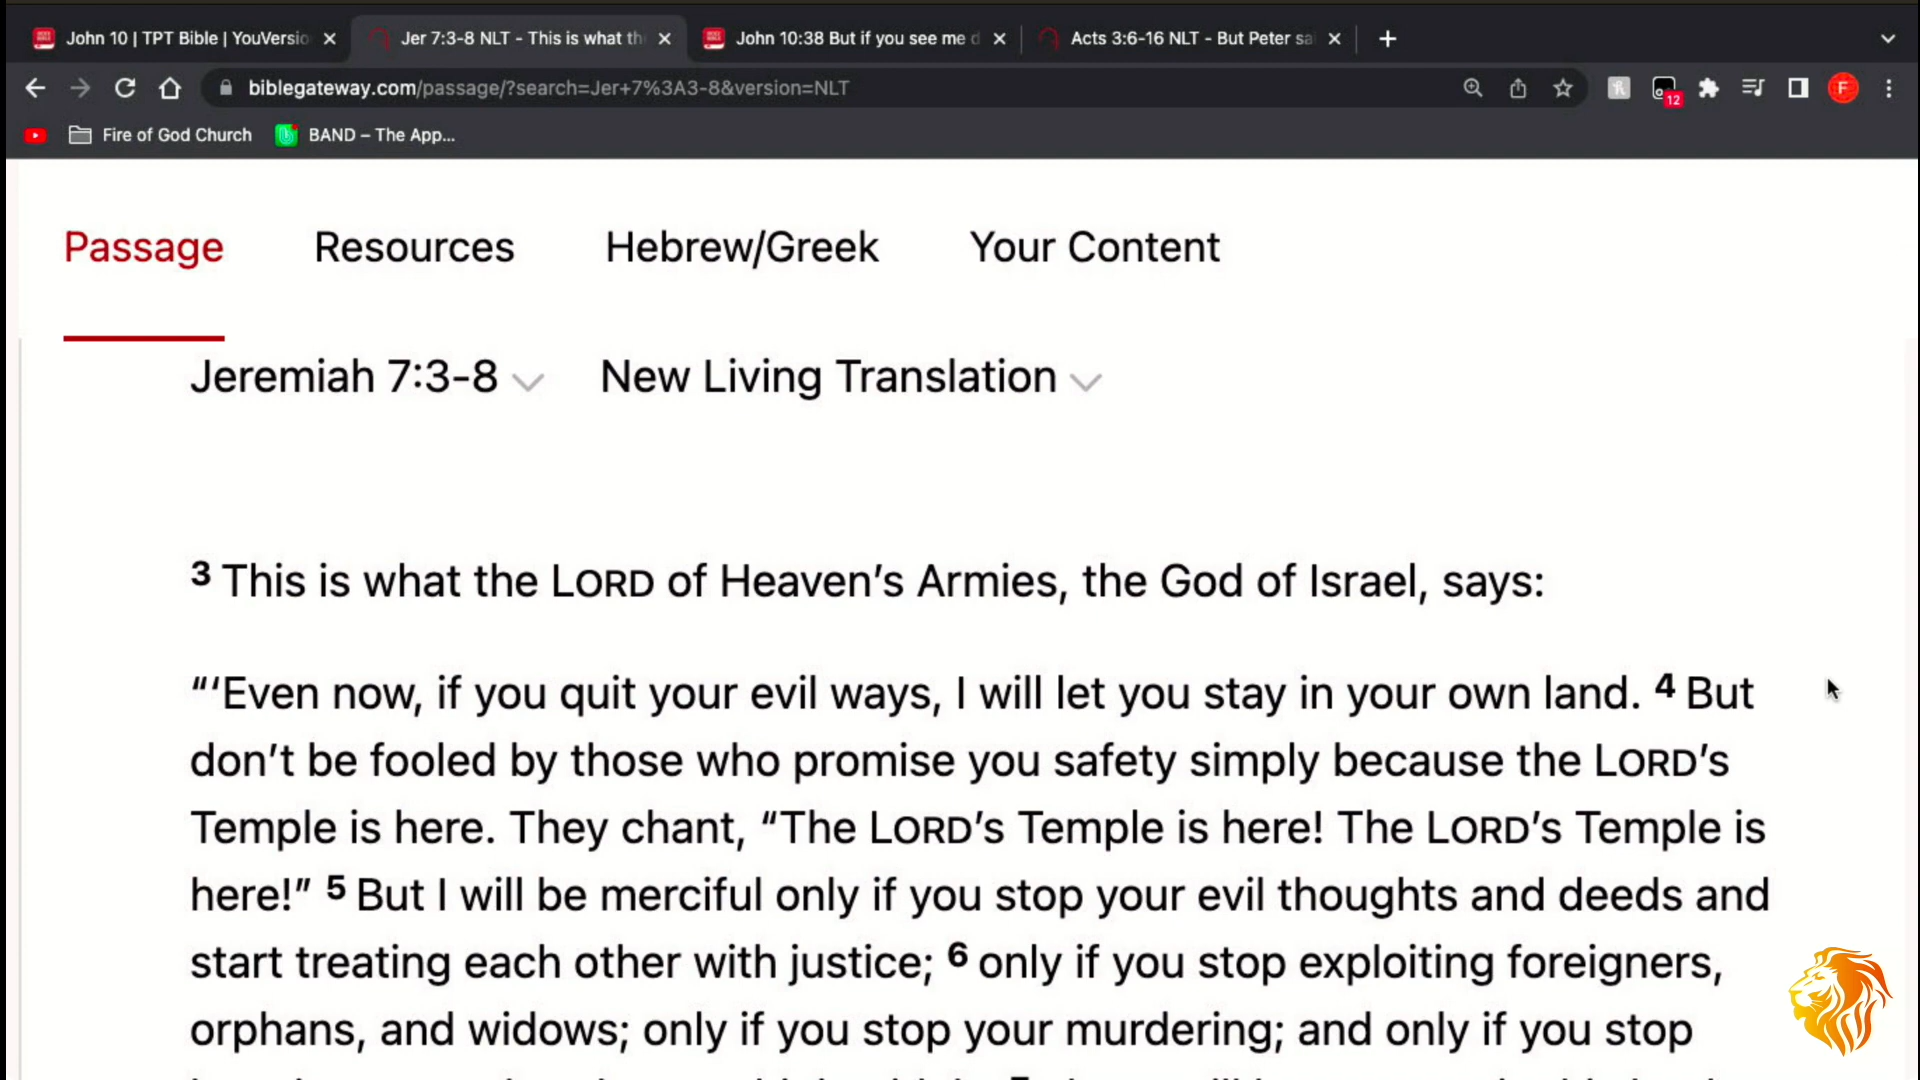 John 10 | TPT Bible | YouVersio
Jer 7:3-8 NLT - This is what th
John 10:38 But if you see me d
Acts 3:6-16 NLT - But Peter sa
biblegateway.com/passage/?search=Jer+7%3A3-8&version=NLT
12
F
Fire of God Church
BAND – The App...
Passage
Resources
Hebrew/Greek
Your Content
Jeremiah 7:3-8
New Living Translation
3 This is what the LORD of Heaven’s Armies, the God of Israel, says:
“‘Even now, if you quit your evil ways, I will let you stay in your own land. 4 But
don’t be fooled by those who promise you safety simply because the LORD’s
Temple is here. They chant, “The LORD’s Temple is here! The LORD’s Temple is
here!” 5 But I will be merciful only if you stop your evil thoughts and deeds and
start treating each other with justice; 6 only if you stop exploiting foreigners,
orphans, and widows; only if you stop your murdering; and only if you stop